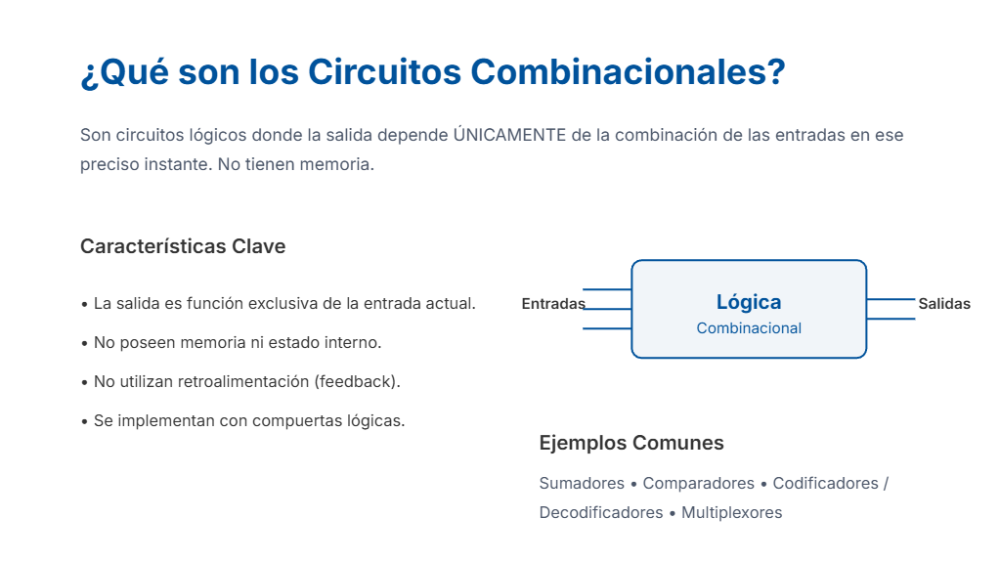 ¿Qué son los Circuitos Combinacionales?
Son circuitos lógicos donde la salida depende ÚNICAMENTE de la combinación de las entradas en ese
preciso instante. No tienen memoria.
Características Clave
• La salida es función exclusiva de la entrada actual.
• No poseen memoria ni estado interno.
• No utilizan retroalimentación (feedback).
• Se implementan con compuertas lógicas.
Entradas
Lógica
Combinacional
Salidas
Ejemplos Comunes
Sumadores • Comparadores • Codificadores /
Decodificadores • Multiplexores